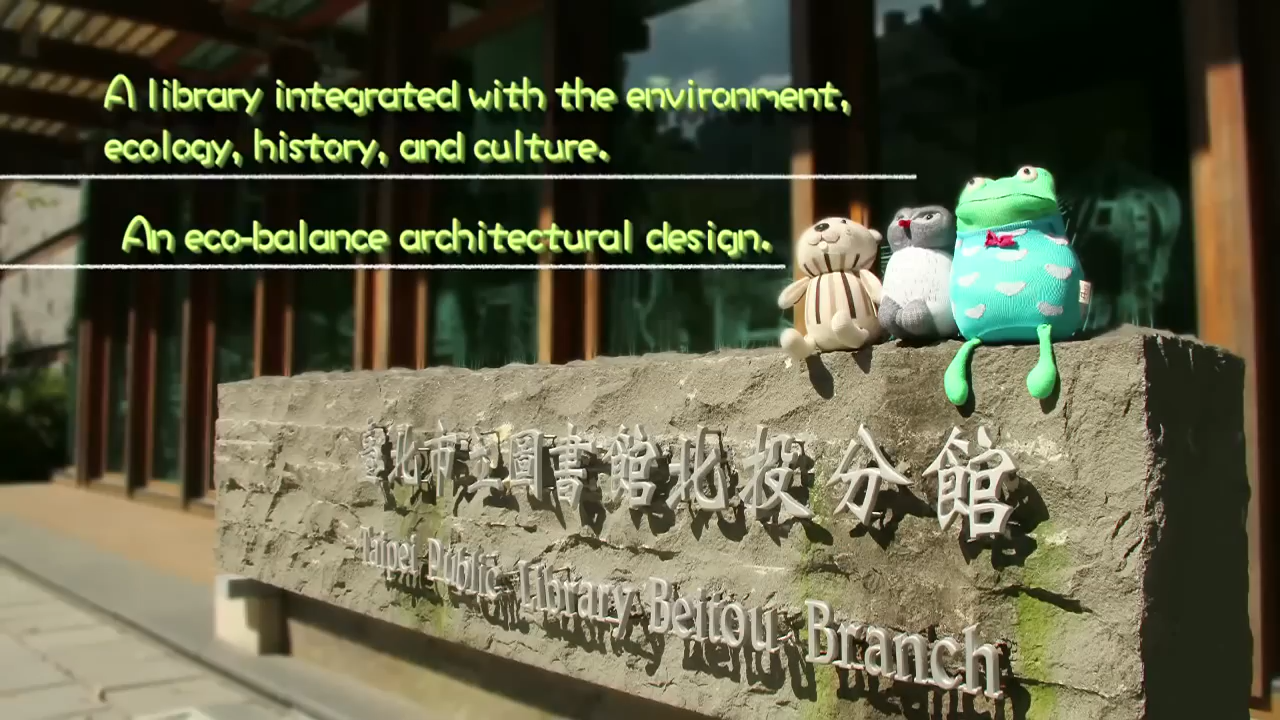 A library integrated with the environment,
ecology, history, and culture.
An eco-balance architectural design.
臺北市立圖書館北投分館
Taipei Public Library Beitou Branch